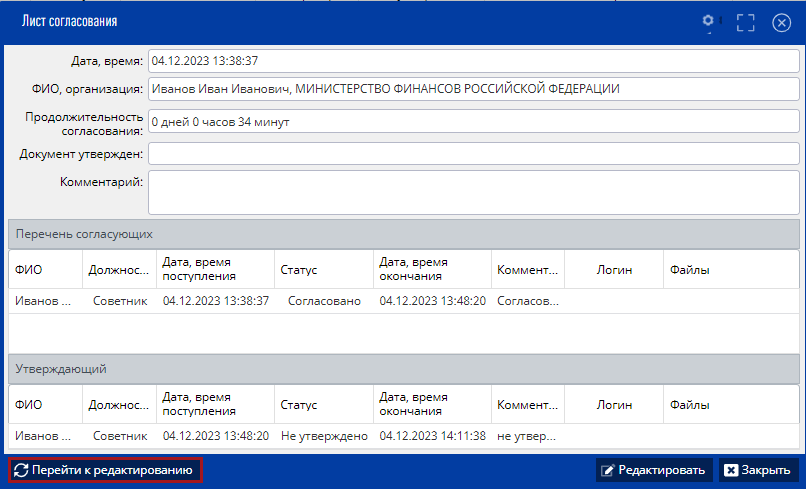 Лист согласования
Дата, время: 04.12.2023 13:38:37
ФИО, организация: Иванов Иван Иванович, МИНИСТЕРСТВО ФИНАНСОВ РОССИЙСКОЙ ФЕДЕРАЦИИ
Продолжительность
согласования: 0 дней 0 часов 34 минут
Документ утвержден:
Комментарий:
Перечень согласующих
ФИО Должнос... Дата, время поступления Статус Дата, время окончания Коммент... Логин Файлы
Иванов ... Советник 04.12.2023 13:38:37 Согласовано 04.12.2023 13:48:20 Согласов...
Утверждающий
ФИО Должнос... Дата, время поступления Статус Дата, время окончания Коммент... Логин Файлы
Иванов ... Советник 04.12.2023 13:48:20 Не утверждено 04.12.2023 14:11:38 не утвер...
Перейти к редактированию Редактировать Закрыть